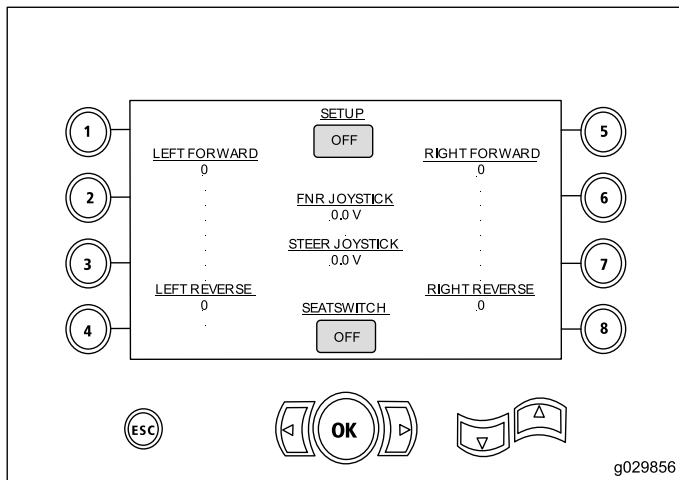 SETUP
OFF
LEFT FORWARD
0
RIGHT FORWARD
0
FNR JOYSTICK
0.0 V
STEER JOYSTICK
0.0 V
LEFT REVERSE
0
RIGHT REVERSE
0
SEATSWITCH
OFF
1
2
3
4
5
6
7
8
ESC
OK
g029856